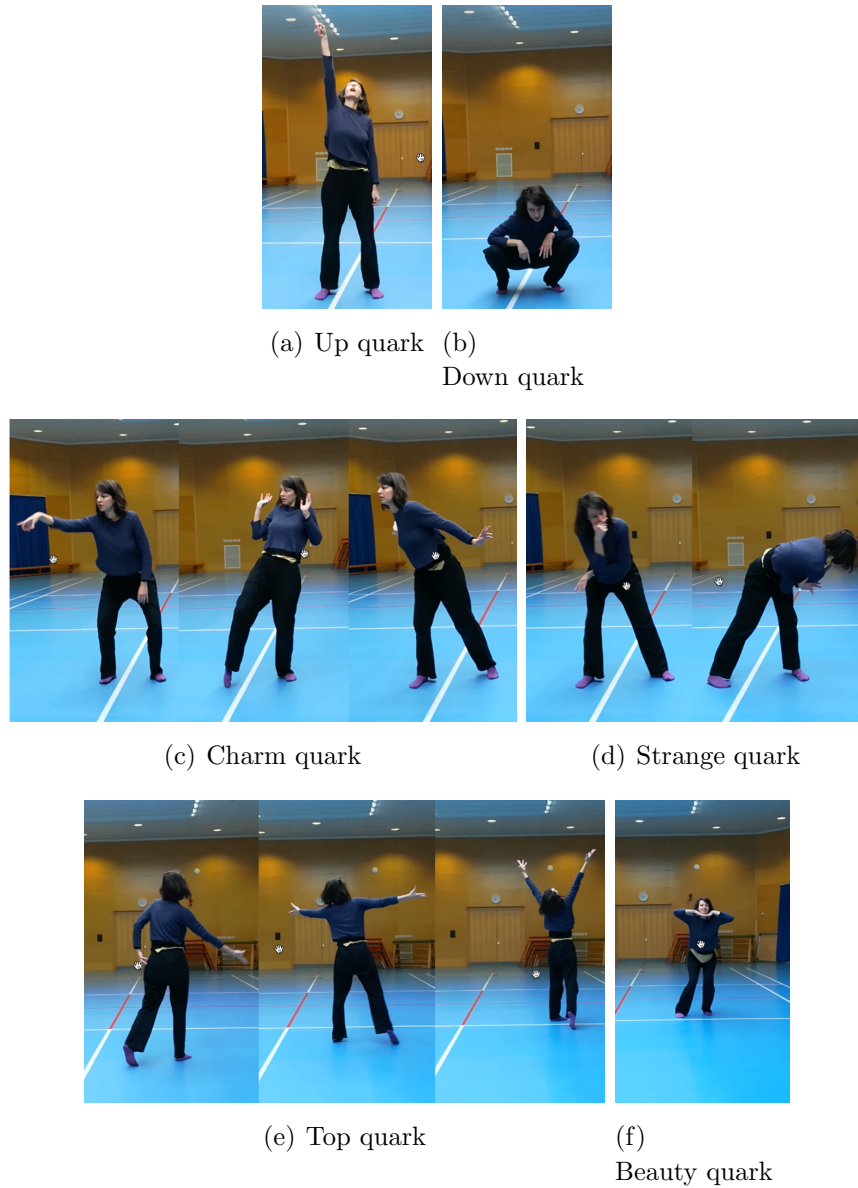 (a) Up quark
(b)
Down quark
(c) Charm quark
(d) Strange quark
(e) Top quark
(f)
Beauty quark